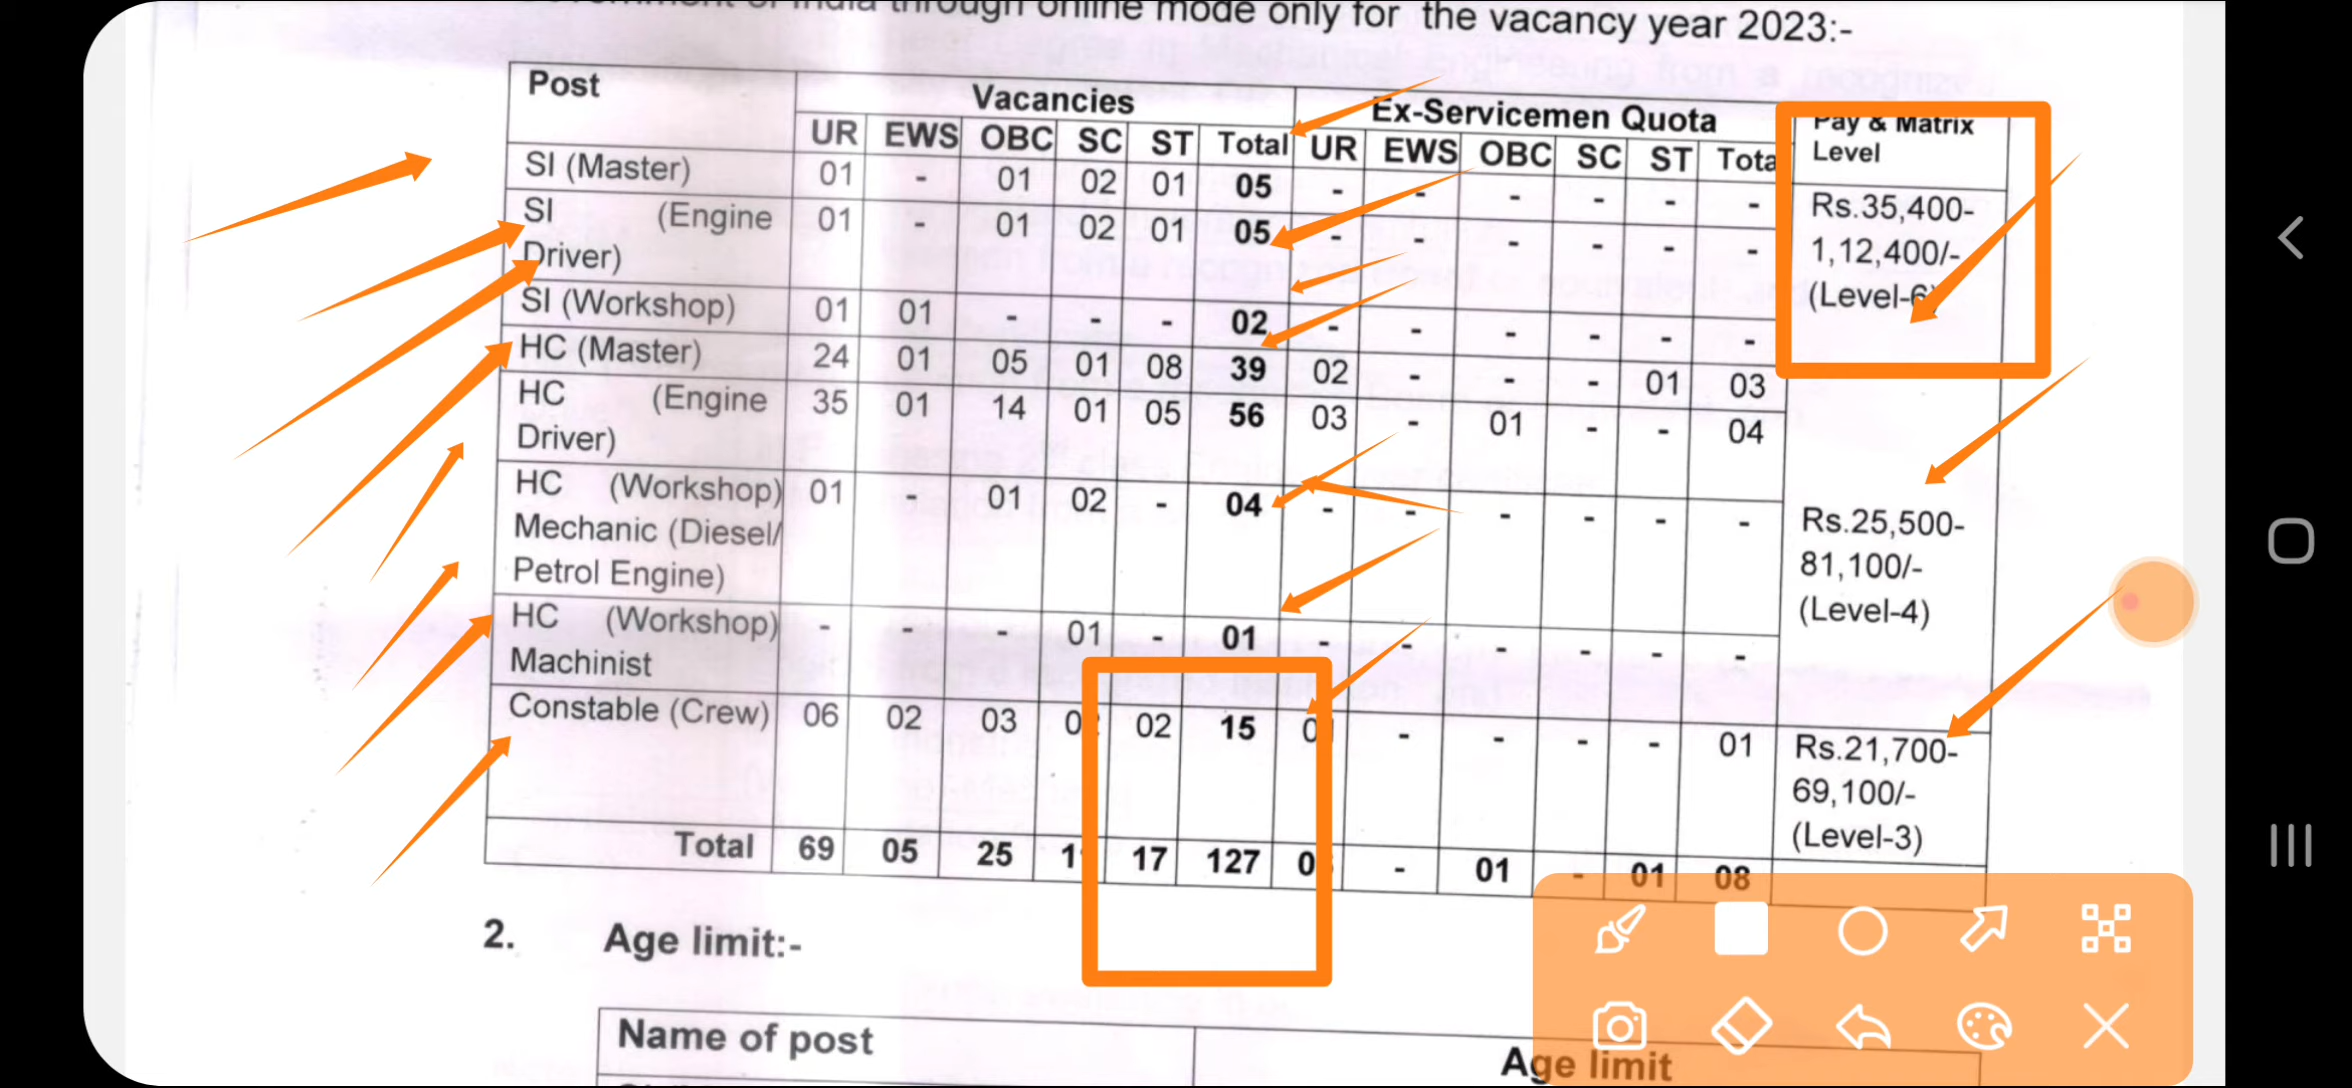 India through online mode only for the vacancy year 2023:-
Post Vacancies Ex-Servicemen Quota Pay & Matrix
UR EWS OBC SC ST Total UR EWS OBC SC ST Tota Level
SI (Master) 01 - 01 02 01 05 - - - - - - Rs.35,400-
SI (Engine 01 - 01 02 01 05 - - - - - - 1,12,400/-
Driver) (Level-6)
SI (Workshop) 01 01 - - - 02 - - - - - -
HC (Master) 24 01 05 01 08 39 02 - - - 01 03
HC (Engine 35 01 14 01 05 56 03 - 01 - - 04
Driver)
HC (Workshop) 01 - 01 02 - 04 - - - - - - Rs.25,500-
Mechanic (Diesel/ 81,100/-
Petrol Engine) (Level-4)
HC (Workshop) - - - 01 - 01 - - - - - -
Machinist
Constable (Crew) 06 02 03 02 15 - - - - 01 Rs.21,700-
69,100/-
(Level-3)
Total 69 05 25 17 127 - 01 - 01 08
2. Age limit:-
Name of post Age limit